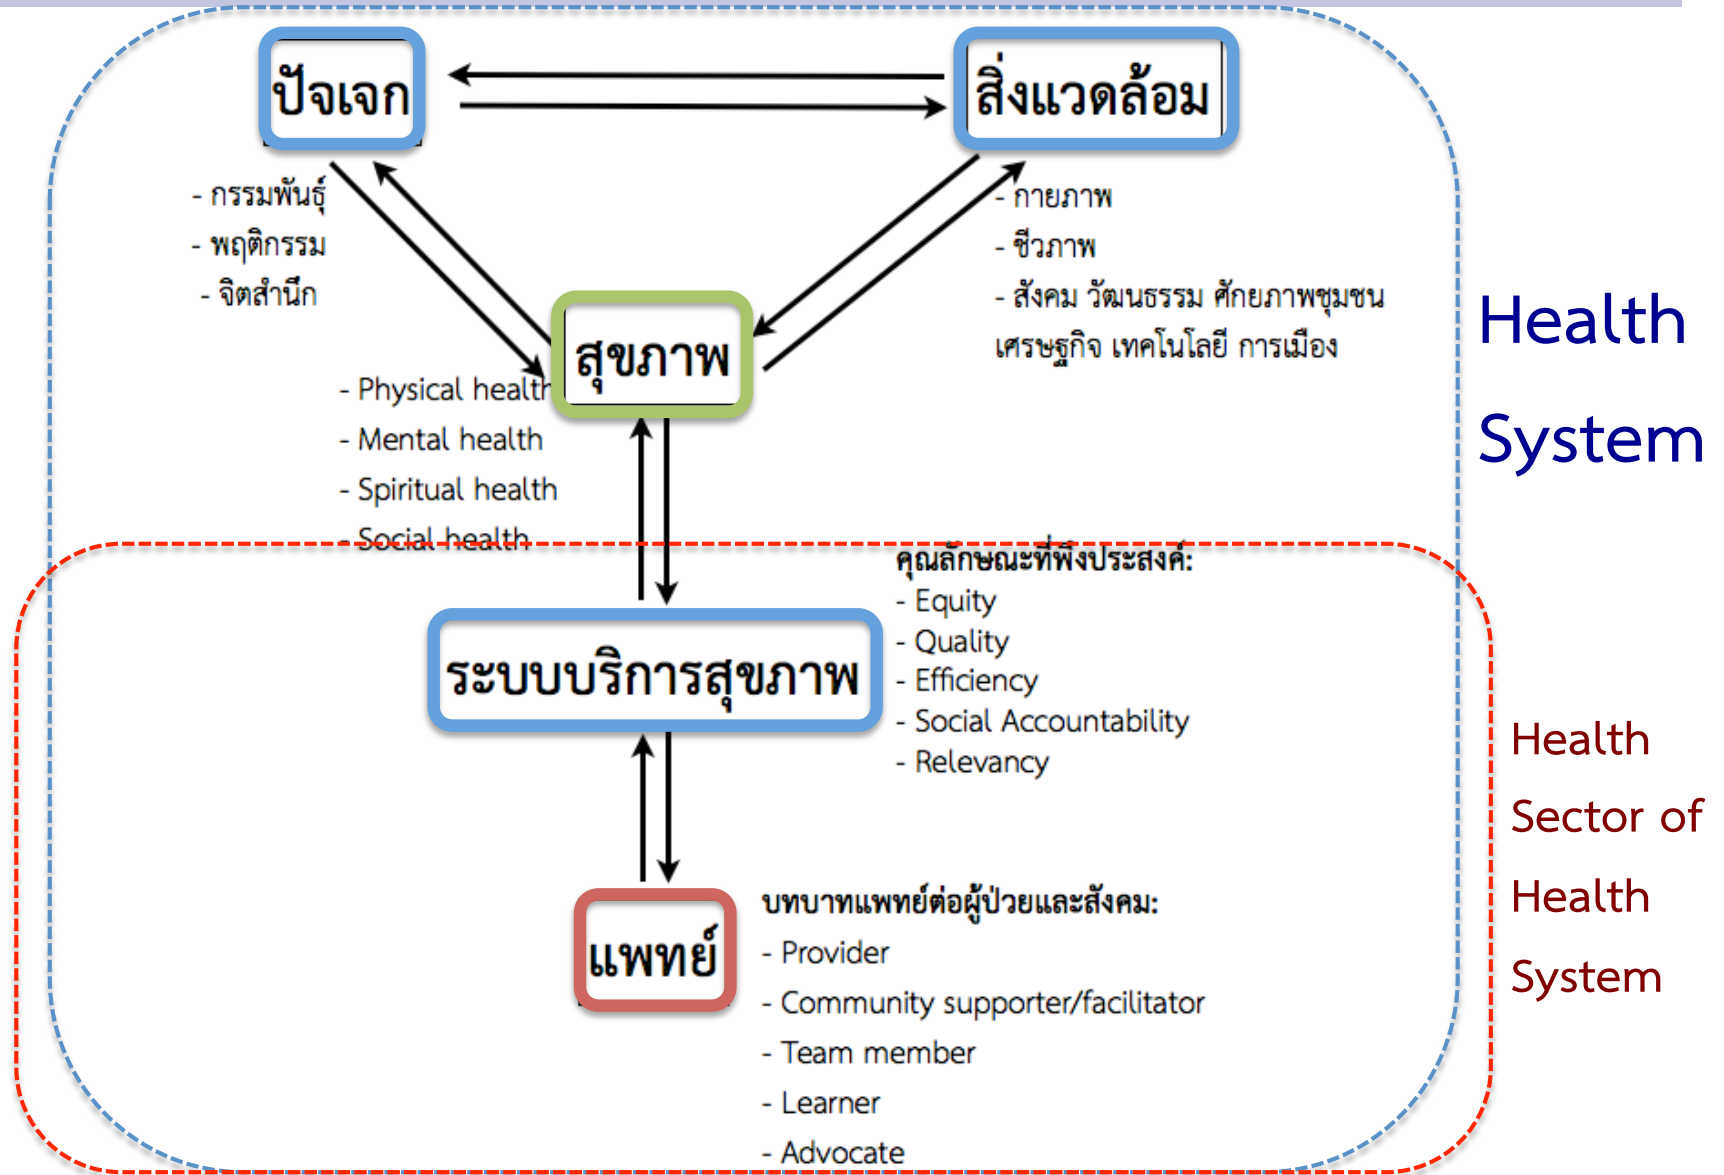 ปัจเจก
สิ่งแวดล้อม
- กรรมพันธุ์
- พฤติกรรม
- จิตสำนึก
- กายภาพ
- ชีวภาพ
- สังคม วัฒนธรรม ศักยภาพชุมชน
เศรษฐกิจ เทคโนโลยี การเมือง
สุขภาพ
- Physical health
- Mental health
- Spiritual health
- Social health
Health
System
ระบบบริการสุขภาพ
คุณลักษณะที่พึงประสงค์:
- Equity
- Quality
- Efficiency
- Social Accountability
- Relevancy
แพทย์
บทบาทแพทย์ต่อผู้ป่วยและสังคม:
- Provider
- Community supporter/facilitator
- Team member
- Learner
- Advocate
Health
Sector of
Health
System